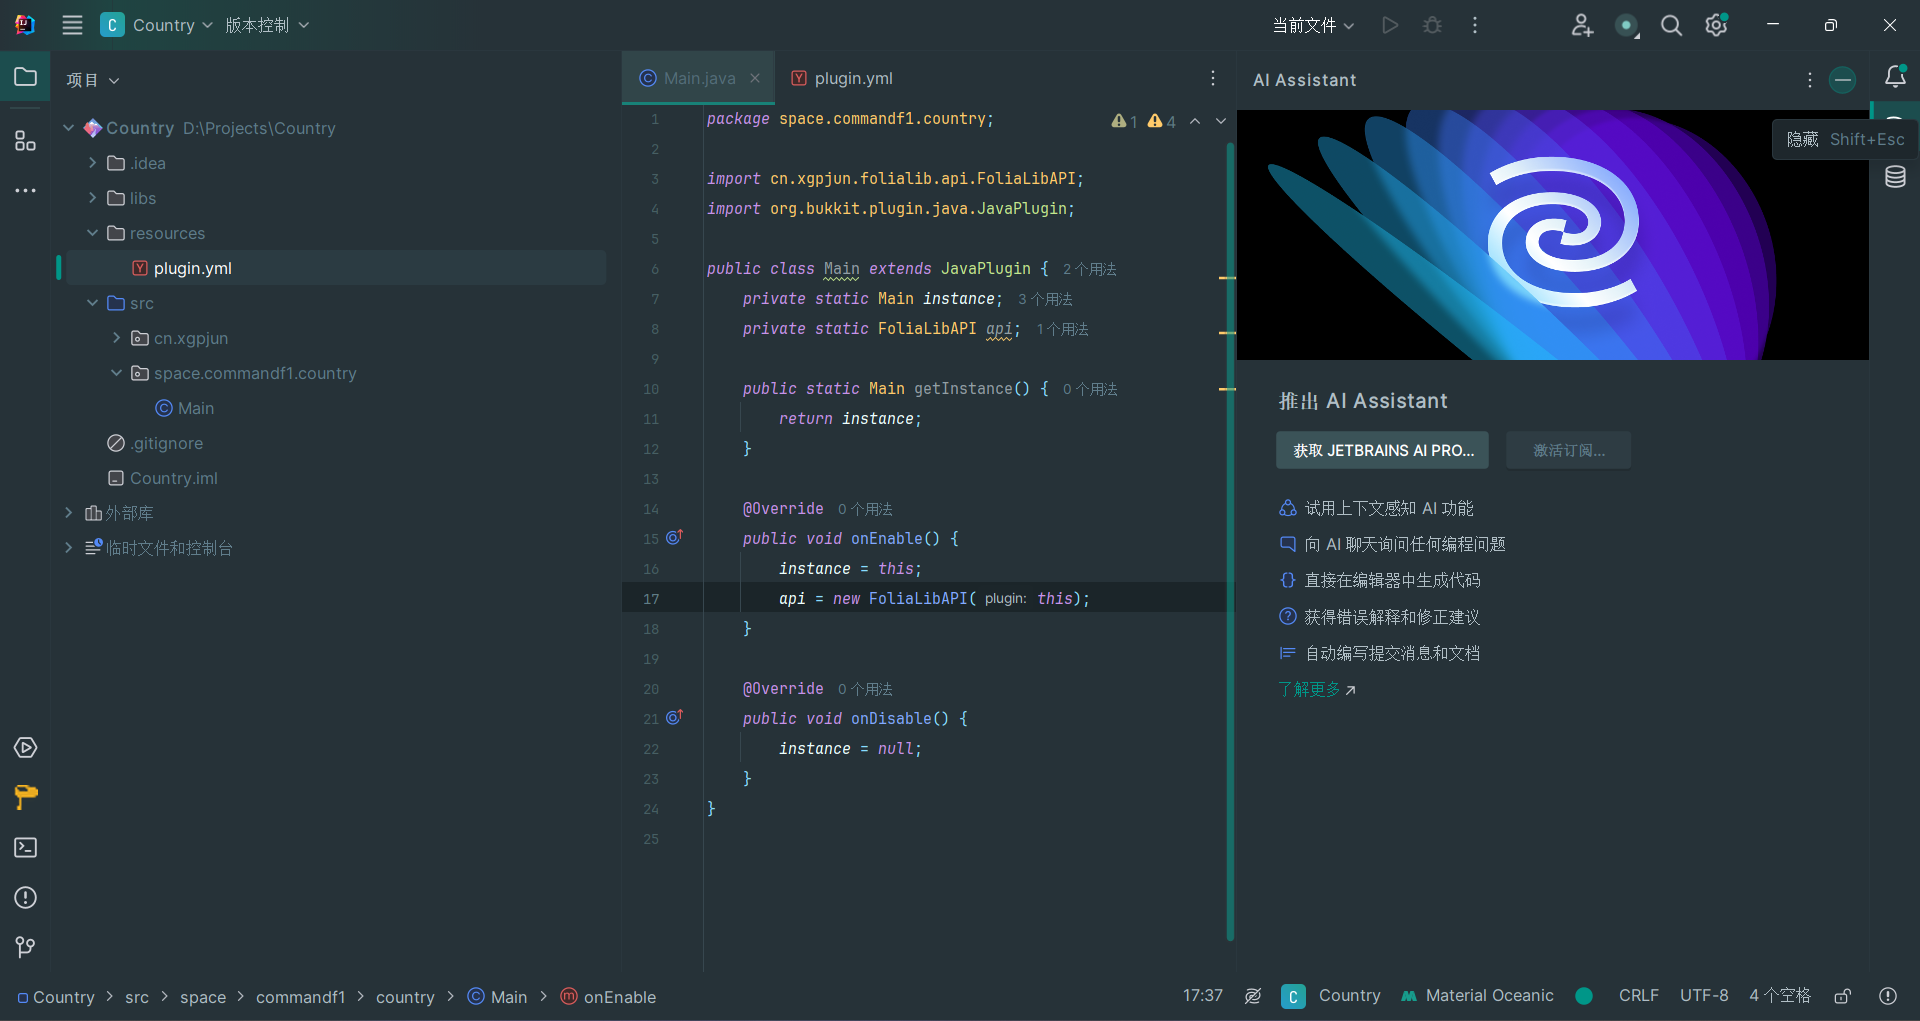 C Country 版本控制
当前文件
项目
Country D:\Projects\Country
.idea
libs
resources
plugin.yml
src
cn.xgpjun
space.commandf1.country
Main
.gitignore
Country.iml
外部库
临时文件和控制台
Main.java
plugin.yml
1 package space.commandf1.country;
1 4
2
3 import cn.xgpjun.folialib.api.FoliaLibAPI;
4 import org.bukkit.plugin.java.JavaPlugin;
5
6 public class Main extends JavaPlugin { 2 个用法
7 private static Main instance; 3 个用法
8 private static FoliaLibAPI api; 1 个用法
9
10 public static Main getInstance() { 0 个用法
11 return instance;
12 }
13
14 @Override 0 个用法
15 public void onEnable() {
16 instance = this;
17 api = new FoliaLibAPI( plugin: this);
18 }
19
20 @Override 0 个用法
21 public void onDisable() {
22 instance = null;
23 }
24 }
25
AI Assistant
隐藏 Shift+Esc
推出 AI Assistant
获取 JETBRAINS AI PRO...
激活订阅...
试用上下文感知 AI 功能
向 AI 聊天询问任何编程问题
直接在编辑器中生成代码
获得错误解释和修正建议
自动编写提交消息和文档
了解更多
Country src space commandf1 country Main onEnable
17:37 C Country Material Oceanic CRLF UTF-8 4 个空格